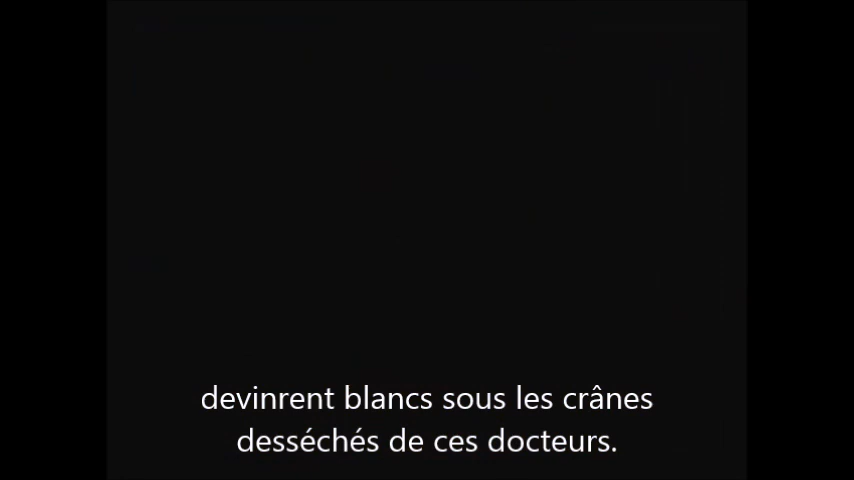 devinrent blancs sous les crânes
desséchés de ces docteurs.